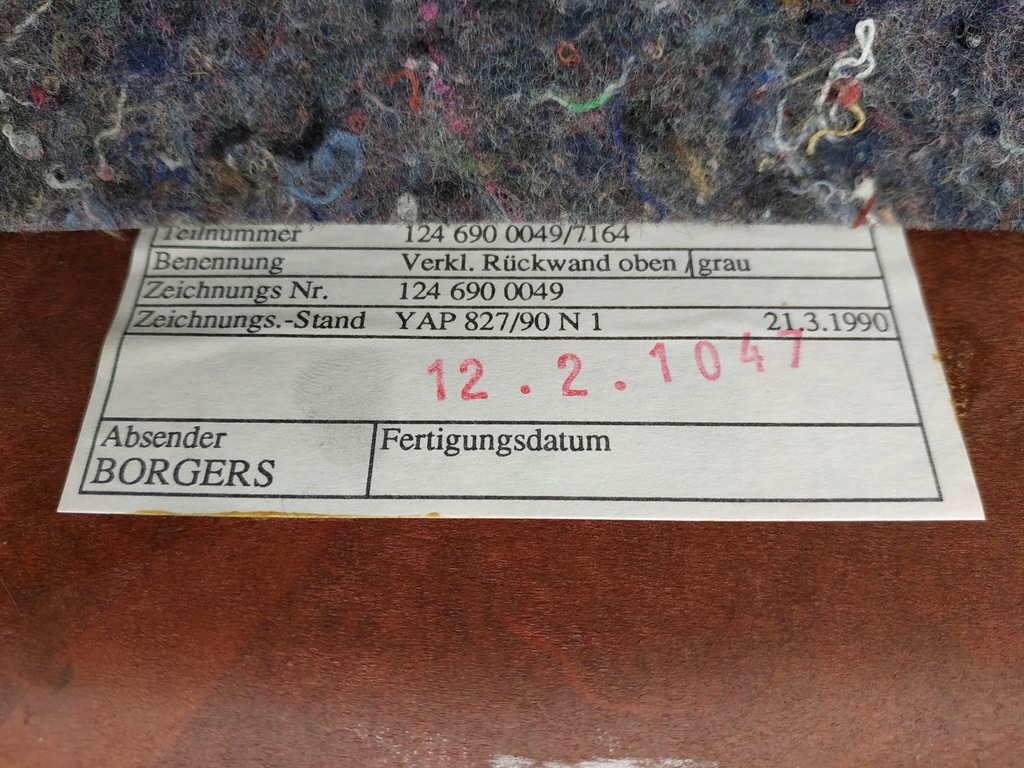 Teilnummer 124 690 0049/7164
Benennung Verkl. Rückwand oben / grau
Zeichnungs Nr. 124 690 0049
Zeichnungs.-Stand YAP 827/90 N 1 21.3.1990
12.2.1047
Absender Fertigungsdatum
BORGERS